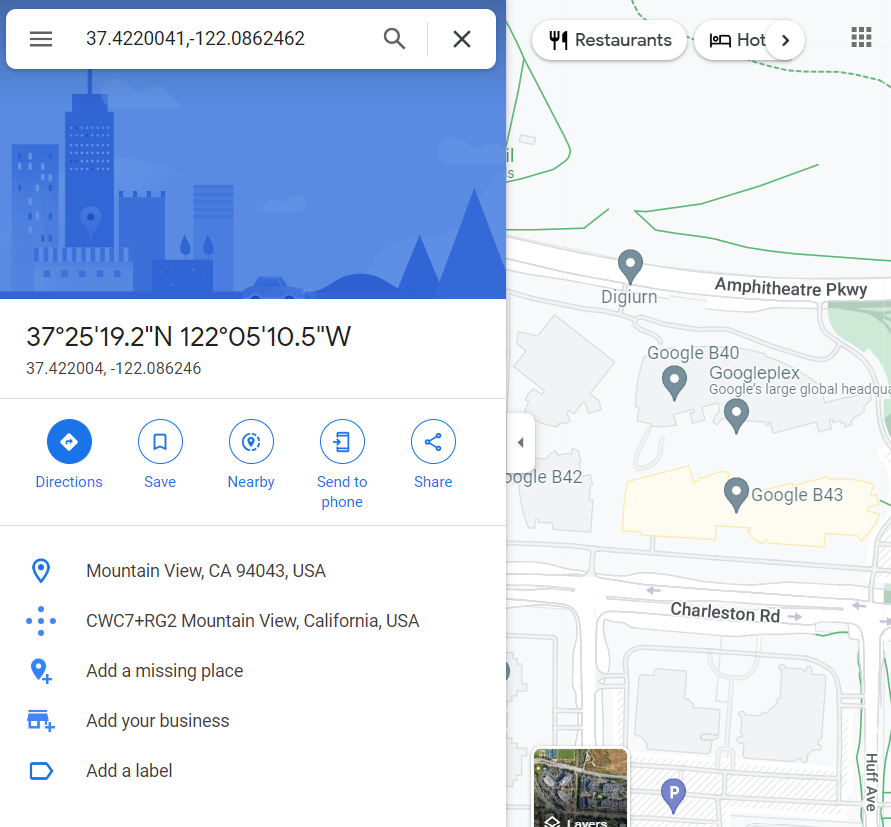 37.4220041,-122.0862462
Restaurants
Hot
37°25'19.2"N 122°05'10.5"W
37.422004, -122.086246
Directions
Save
Nearby
Send to
phone
Share
Mountain View, CA 94043, USA
CWC7+RG2 Mountain View, California, USA
Add a missing place
Add your business
Add a label
il
s
Digiurn
Amphitheatre Pkwy
Google B40
Googleplex
Google's large global headqua
oogle B42
Google B43
Charleston Rd
Huff Ave
P
Layers